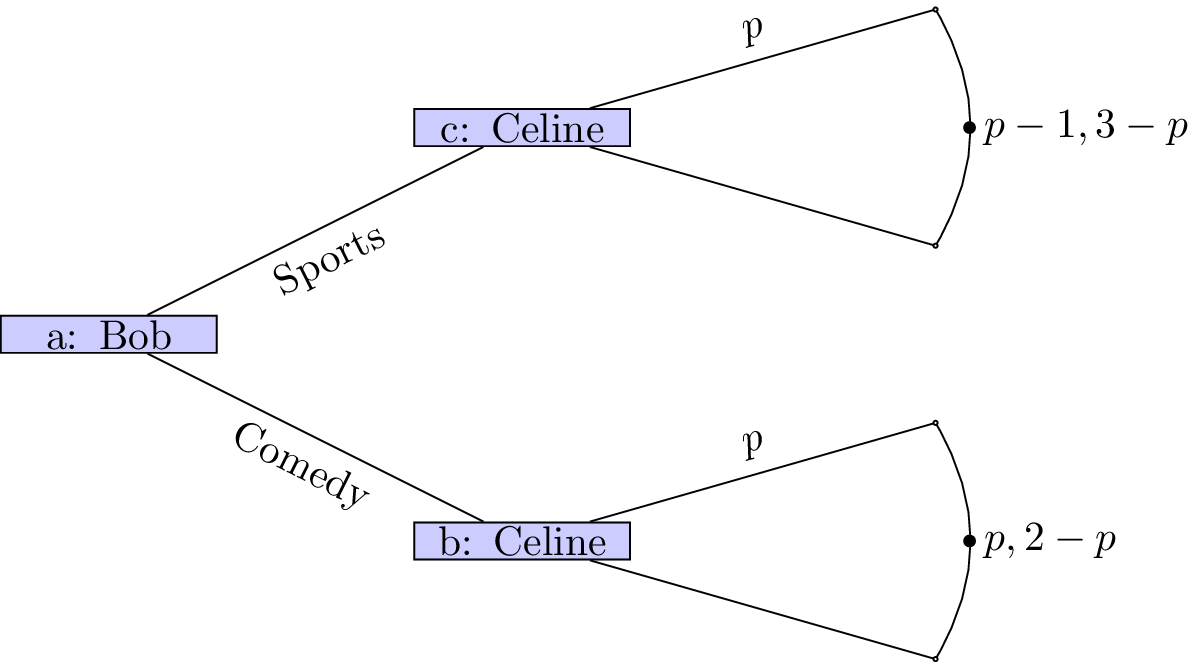 p
c: Celine
p − 1, 3 − p
Sports
a: Bob
Comedy
p
b: Celine
p, 2 − p